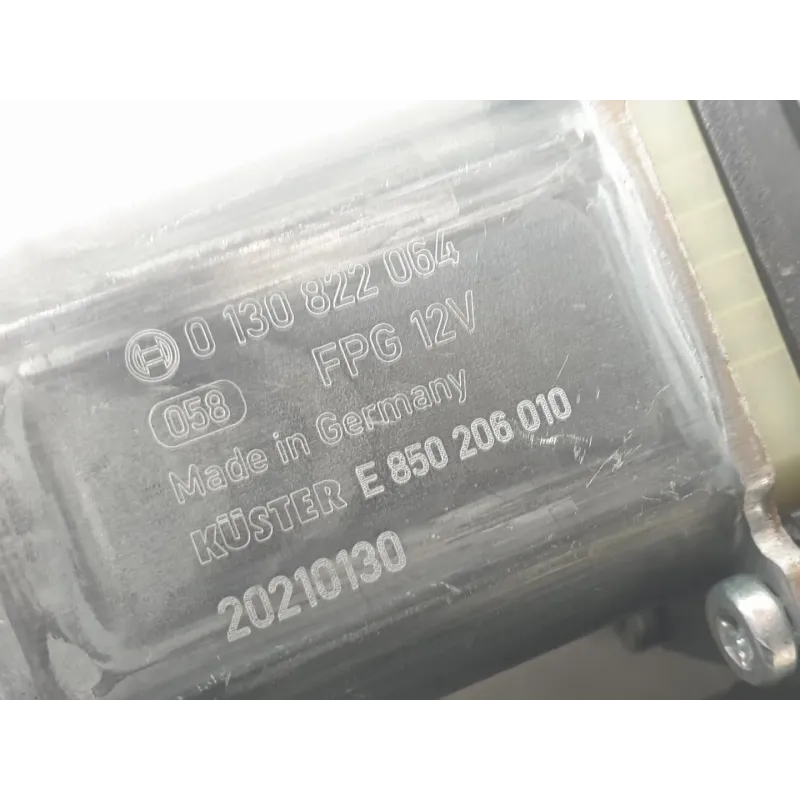 0 130 822 064
FPG 12V
058
Made in Germany
KÜSTER E 850 206 010
20210130